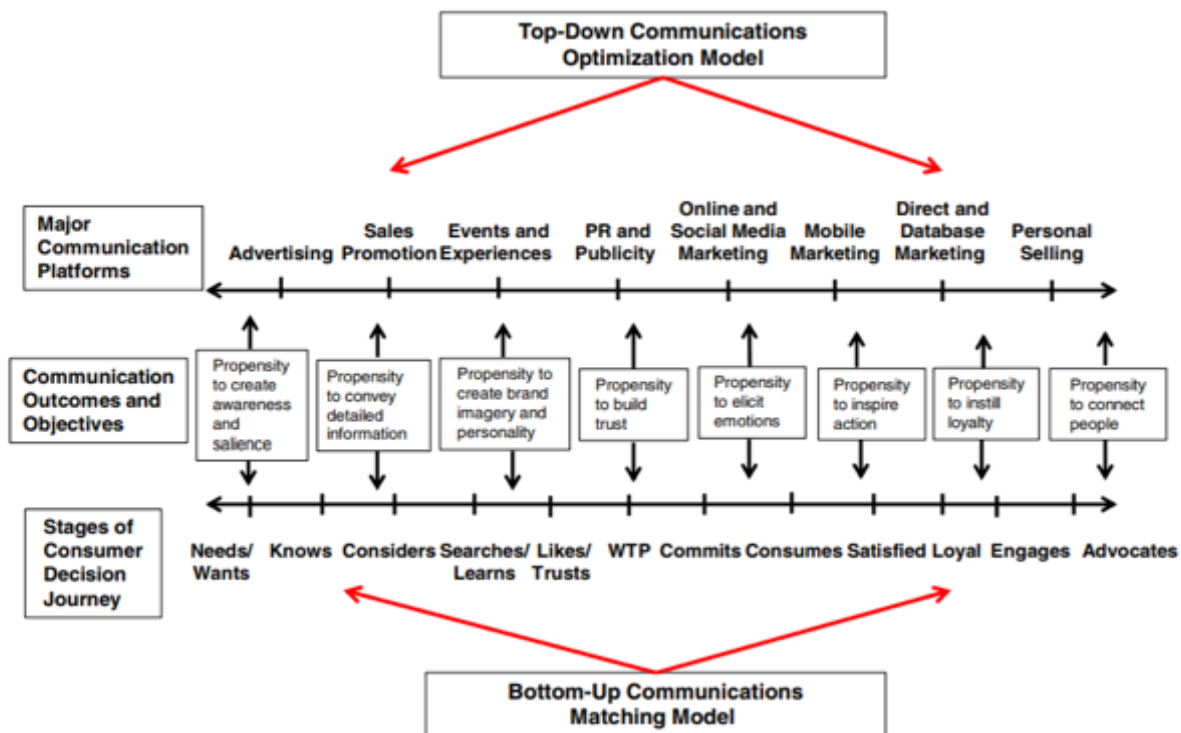 Top-Down Communications
Optimization Model
Major
Communication
Platforms
Advertising
Sales
Promotion
Events and
Experiences
PR and
Publicity
Online and
Social Media
Marketing
Mobile
Marketing
Direct and
Database
Marketing
Personal
Selling
Communication
Outcomes and
Objectives
Propensity
to create
awareness
and
salience
Propensity
to convey
detailed
information
Propensity to
create brand
imagery and
personality
Propensity
to build
trust
Propensity
to elicit
emotions
Propensity
to inspire
action
Propensity
to instill
loyalty
Propensity
to connect
people
Stages of
Consumer
Decision
Journey
Needs/
Wants
Knows
Considers
Searches/
Learns
Likes/
Trusts
WTP
Commits
Consumes
Satisfied
Loyal
Engages
Advocates
Bottom-Up Communications
Matching Model